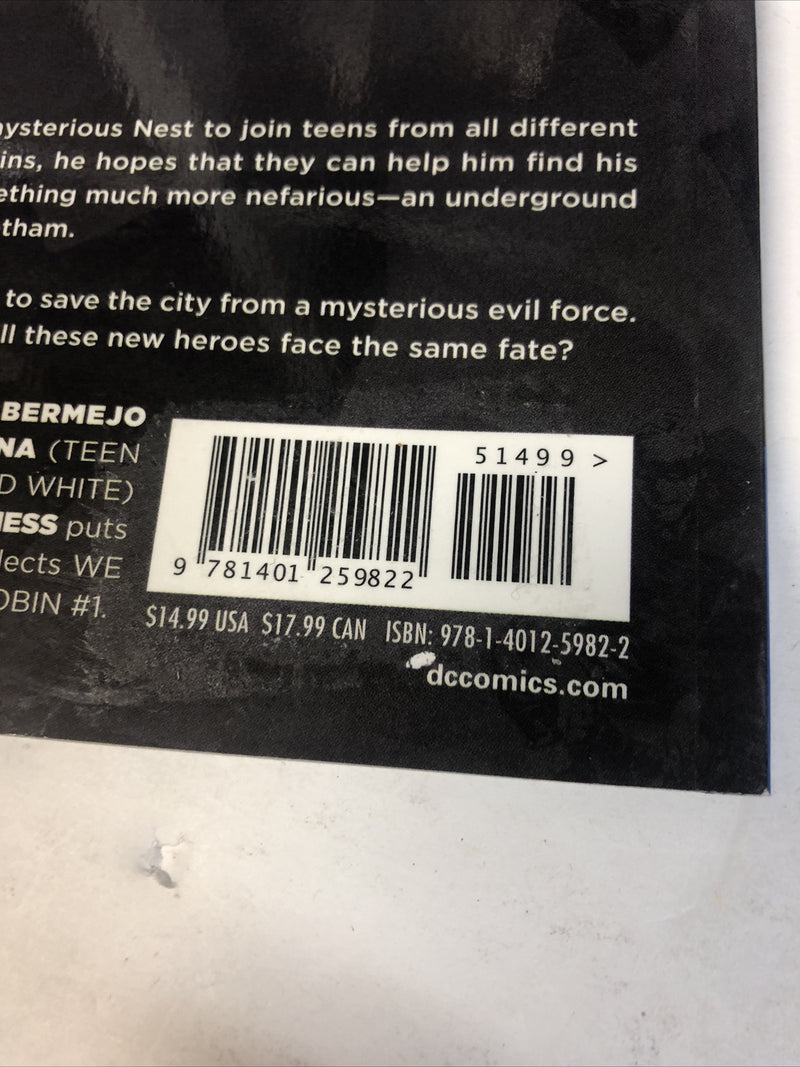 mysterious Nest to join teens from all different
ins, he hopes that they can help him find his
ething much more nefarious—an underground
tham.
to save the city from a mysterious evil force.
ll these new heroes face the same fate?
BERMEJO
NA (TEEN
D WHITE)
NESS puts
lects WE
OBIN #1.
51499 >
9 781401 259822
$14.99 USA $17.99 CAN ISBN: 978-1-4012-5982-2
dccomics.com